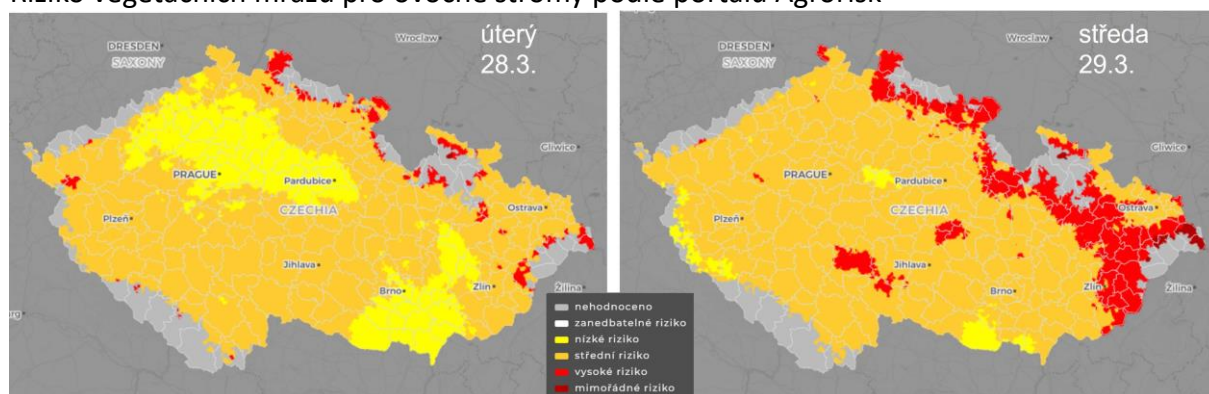 Riziko vegetačních mrazů pro ovocné stromy podle portálu Agrorisk
úterý
28.3.
DRESDEN
SAXONY
Wroclaw
PRAGUE
Pardubice
Gliwice
Plzeň
CZECHIA
Ostrava
Jihlava
Brno
Zlín
Žilina
nehodnoceno
zanedbatelné riziko
nízké riziko
střední riziko
vysoké riziko
mimořádné riziko
středa
29.3.
DRESDEN
SAXONY
Wroclaw
PRAGUE
Pardubice
Gliwice
Plzeň
CZECHIA
Ostrava
Jihlava
Brno
Zlín
Žilina